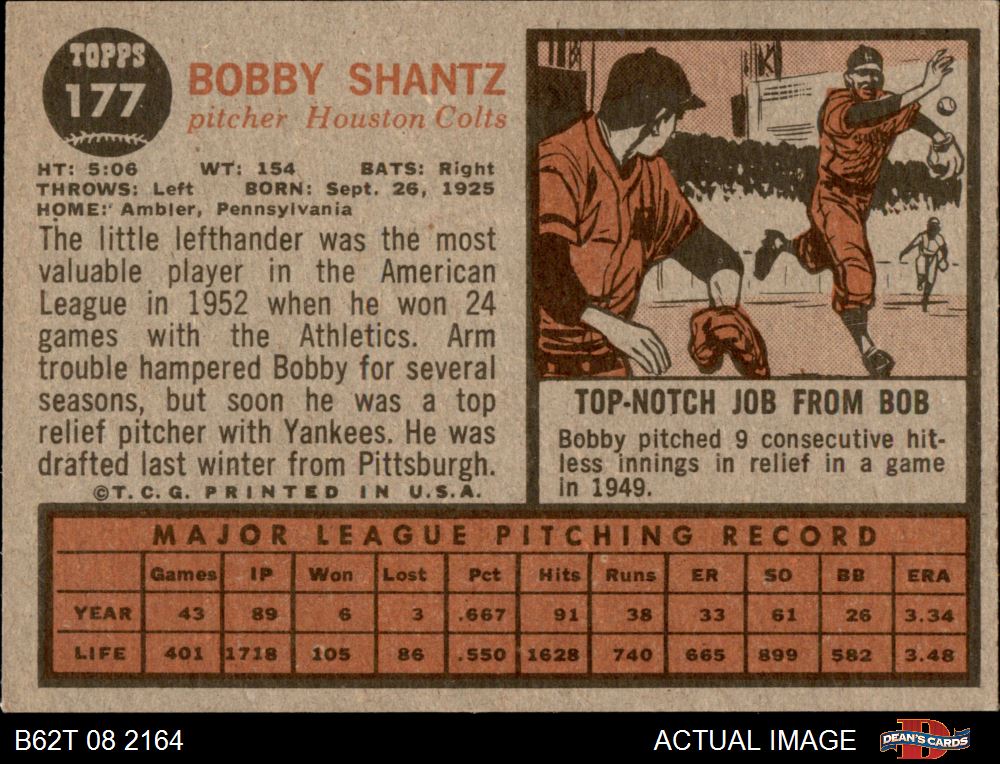 TOPPS
177
BOBBY SHANTZ
pitcher Houston Colts
HT: 5:06 WT: 154 BATS: Right
THROWS: Left BORN: Sept. 26, 1925
HOME: Ambler, Pennsylvania
The little lefthander was the most
valuable player in the American
League in 1952 when he won 24
games with the Athletics. Arm
trouble hampered Bobby for several
seasons, but soon he was a top
relief pitcher with Yankees. He was
drafted last winter from Pittsburgh.
©T.C.G. PRINTED IN U.S.A.
TOP-NOTCH JOB FROM BOB
Bobby pitched 9 consecutive hit-
less innings in relief in a game
in 1949.
MAJOR LEAGUE PITCHING RECORD
Games IP Won Lost Pct Hits Runs ER SO BB ERA
YEAR 43 89 6 3 .667 91 38 33 61 26 3.34
LIFE 401 1718 105 86 .550 1628 740 665 899 582 3.48
B62T 08 2164 ACTUAL IMAGE DEAN'S CARDS